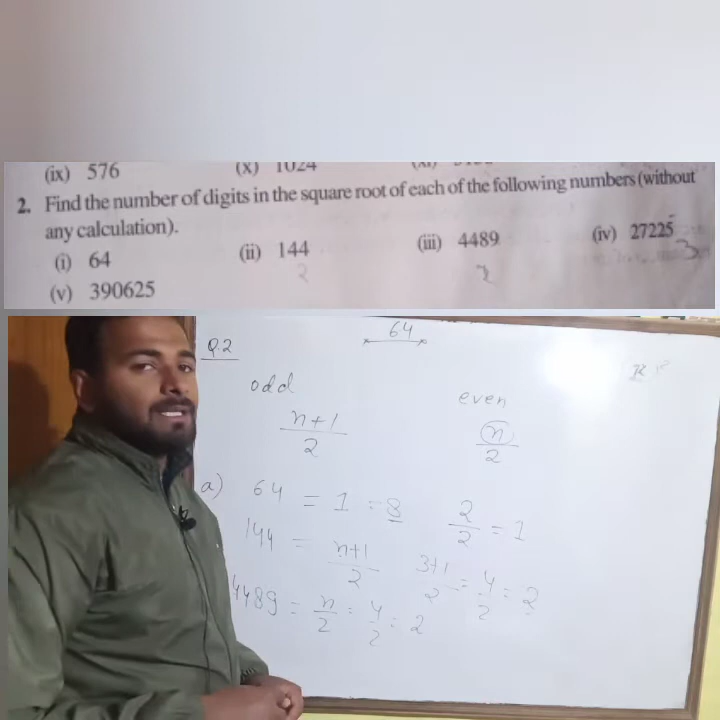 (ix) 576 (x) 1024
2. Find the number of digits in the square root of each of the following numbers (without
any calculation).
(i) 64 (ii) 144 (iii) 4489 (iv) 27225
2 2 3
(v) 390625
Q2 64
odd even
n+1/2 n/2
a) 64 = 1 = 8 2/2 = 1
144 = n+1/2 3+1/2 = 4/2 = 2
4489 = n/2 = 4/2 = 2